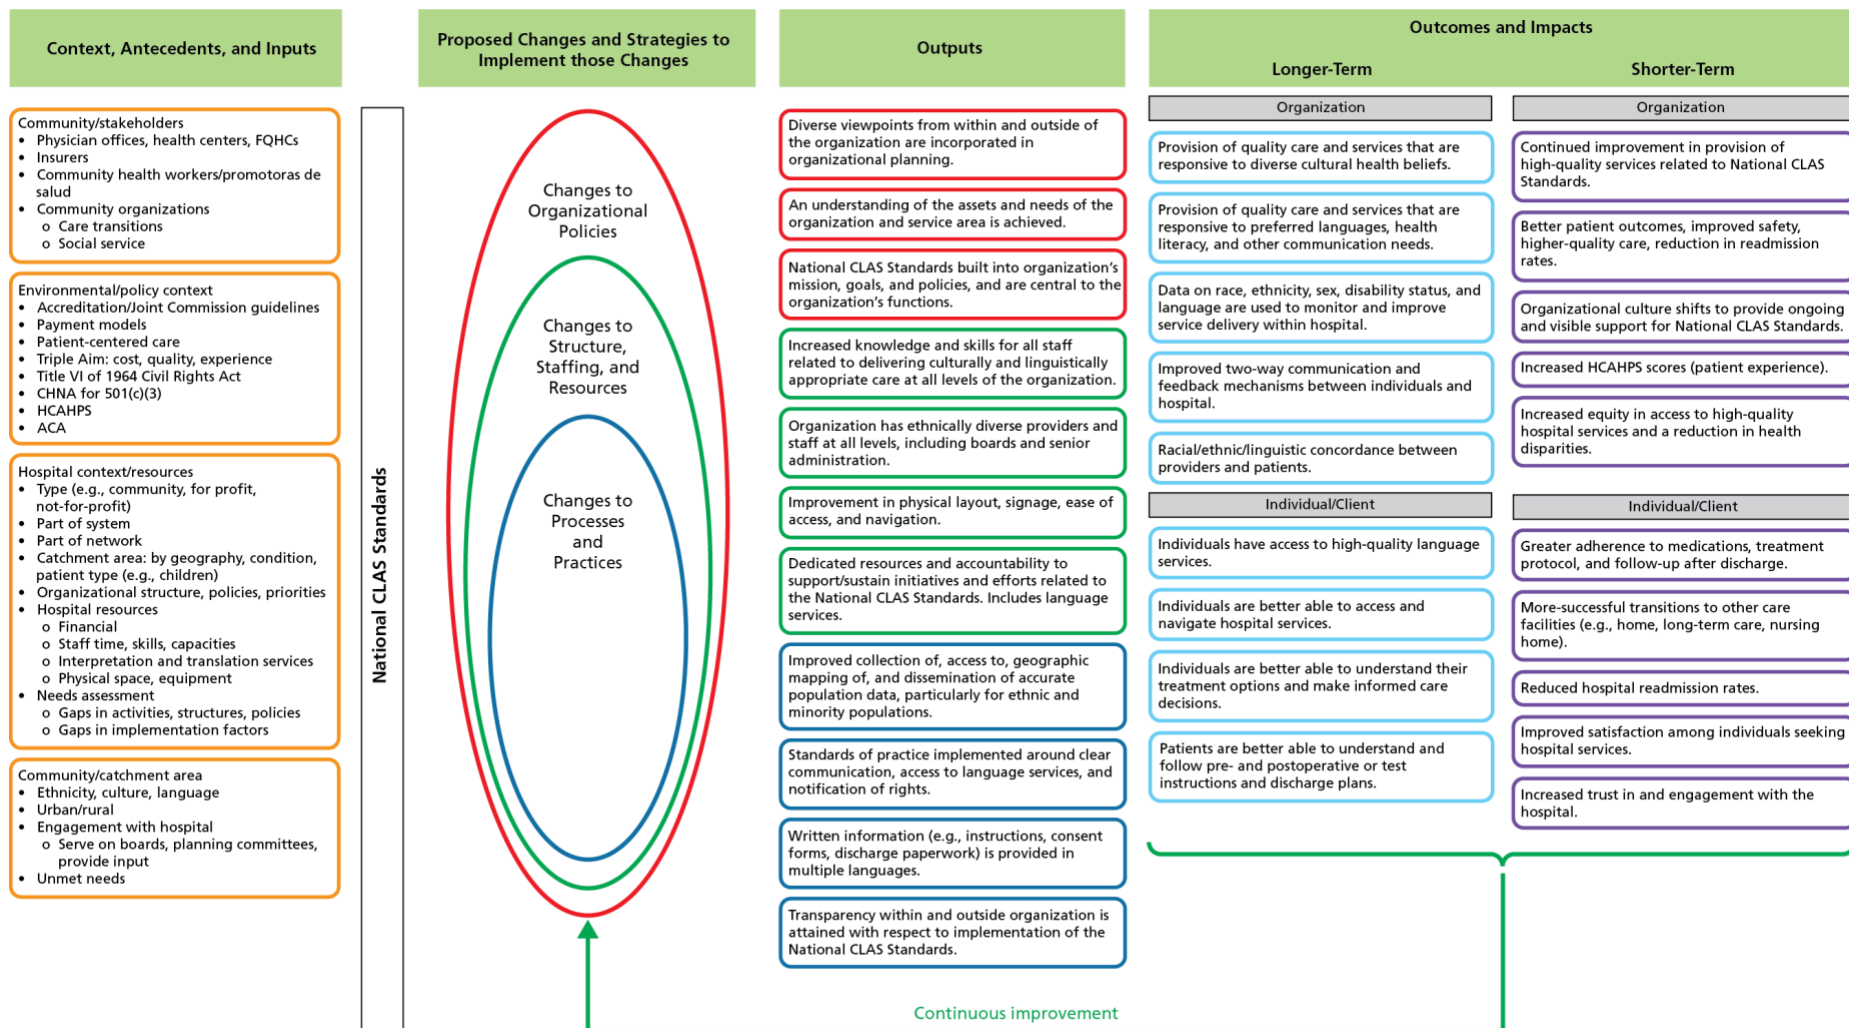 Context, Antecedents, and Inputs
Proposed Changes and Strategies to
Implement those Changes
Outputs
Outcomes and Impacts
Longer-Term
Shorter-Term
Community/stakeholders
• Physician offices, health centers, FQHCs
• Insurers
• Community health workers/promotoras de
salud
• Community organizations
o Care transitions
o Social service
Environmental/policy context
• Accreditation/Joint Commission guidelines
• Payment models
• Patient-centered care
• Triple Aim: cost, quality, experience
• Title VI of 1964 Civil Rights Act
• CHNA for 501(c)(3)
• HCAHPS
• ACA
Hospital context/resources
• Type (e.g., community, for profit,
not-for-profit)
• Part of system
• Part of network
• Catchment area: by geography, condition,
patient type (e.g., children)
• Organizational structure, policies, priorities
• Hospital resources
o Financial
o Staff time, skills, capacities
o Interpretation and translation services
o Physical space, equipment
• Needs assessment
o Gaps in activities, structures, policies
o Gaps in implementation factors
Community/catchment area
• Ethnicity, culture, language
• Urban/rural
• Engagement with hospital
o Serve on boards, planning committees,
provide input
• Unmet needs
National CLAS Standards
Changes to
Organizational
Policies
Changes to
Structure,
Staffing, and
Resources
Changes to
Processes
and
Practices
Diverse viewpoints from within and outside of
the organization are incorporated in
organizational planning.
An understanding of the assets and needs of the
organization and service area is achieved.
National CLAS Standards built into organization's
mission, goals, and policies, and are central to the
organization's functions.
Increased knowledge and skills for all staff
related to delivering culturally and linguistically
appropriate care at all levels of the organization.
Organization has ethnically diverse providers and
staff at all levels, including boards and senior
administration.
Improvement in physical layout, signage, ease of
access, and navigation.
Dedicated resources and accountability to
support/sustain initiatives and efforts related to
the National CLAS Standards. Includes language
services.
Improved collection of, access to, geographic
mapping of, and dissemination of accurate
population data, particularly for ethnic and
minority populations.
Standards of practice implemented around clear
communication, access to language services, and
notification of rights.
Written information (e.g., instructions, consent
forms, discharge paperwork) is provided in
multiple languages.
Transparency within and outside organization is
attained with respect to implementation of the
National CLAS Standards.
Organization
Provision of quality care and services that are
responsive to diverse cultural health beliefs.
Provision of quality care and services that are
responsive to preferred languages, health
literacy, and other communication needs.
Data on race, ethnicity, sex, disability status, and
language are used to monitor and improve
service delivery within hospital.
Improved two-way communication and
feedback mechanisms between individuals and
hospital.
Racial/ethnic/linguistic concordance between
providers and patients.
Individual/Client
Individuals have access to high-quality language
services.
Individuals are better able to access and
navigate hospital services.
Individuals are better able to understand their
treatment options and make informed care
decisions.
Patients are better able to understand and
follow pre- and postoperative or test
instructions and discharge plans.
Organization
Continued improvement in provision of
high-quality services related to National CLAS
Standards.
Better patient outcomes, improved safety,
higher-quality care, reduction in readmission
rates.
Organizational culture shifts to provide ongoing
and visible support for National CLAS Standards.
Increased HCAHPS scores (patient experience).
Increased equity in access to high-quality
hospital services and a reduction in health
disparities.
Individual/Client
Greater adherence to medications, treatment
protocol, and follow-up after discharge.
More-successful transitions to other care
facilities (e.g., home, long-term care, nursing
home).
Reduced hospital readmission rates.
Improved satisfaction among individuals seeking
hospital services.
Increased trust in and engagement with the
hospital.
Continuous improvement